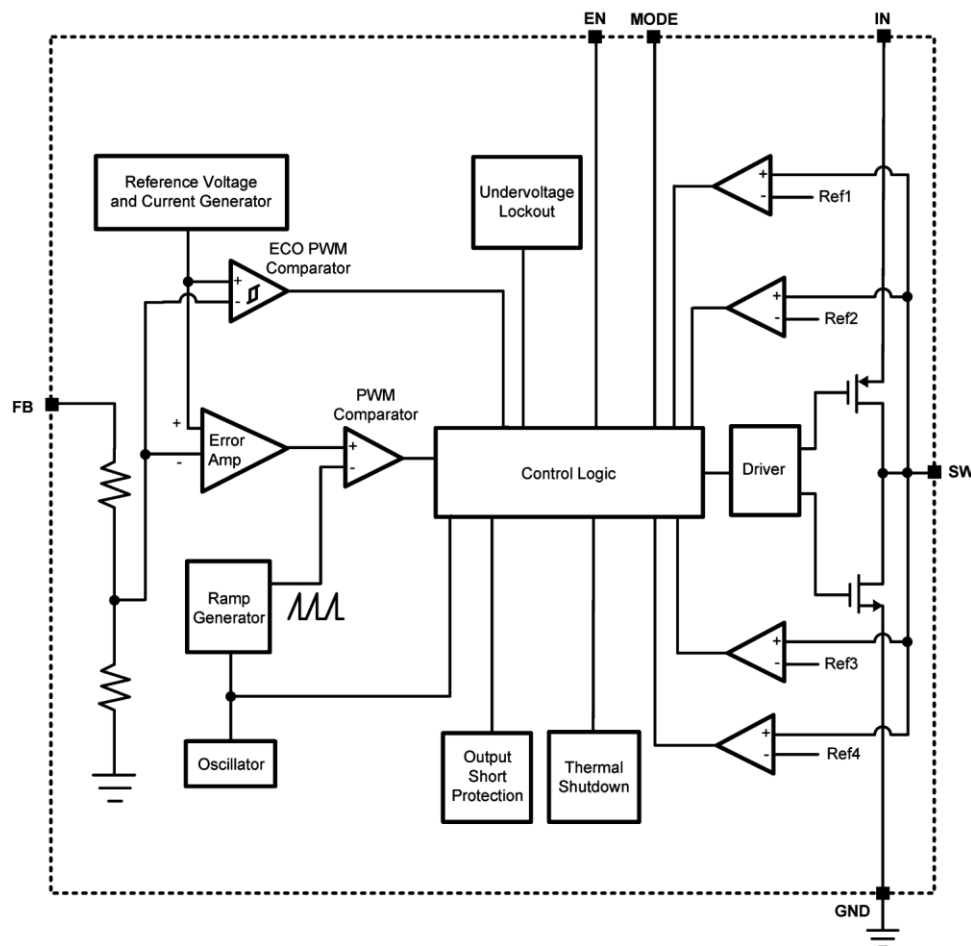 EN MODE IN
Reference Voltage
and Current Generator
Undervoltage
Lockout
+
-
Ref1
ECO PWM
Comparator
+
-
+
-
Ref2
FB
PWM
Comparator
+
-
Error
Amp
+
-
Control Logic
Driver
SW
Ramp
Generator
+
-
Ref3
+
-
Ref4
Oscillator
Output
Short
Protection
Thermal
Shutdown
GND